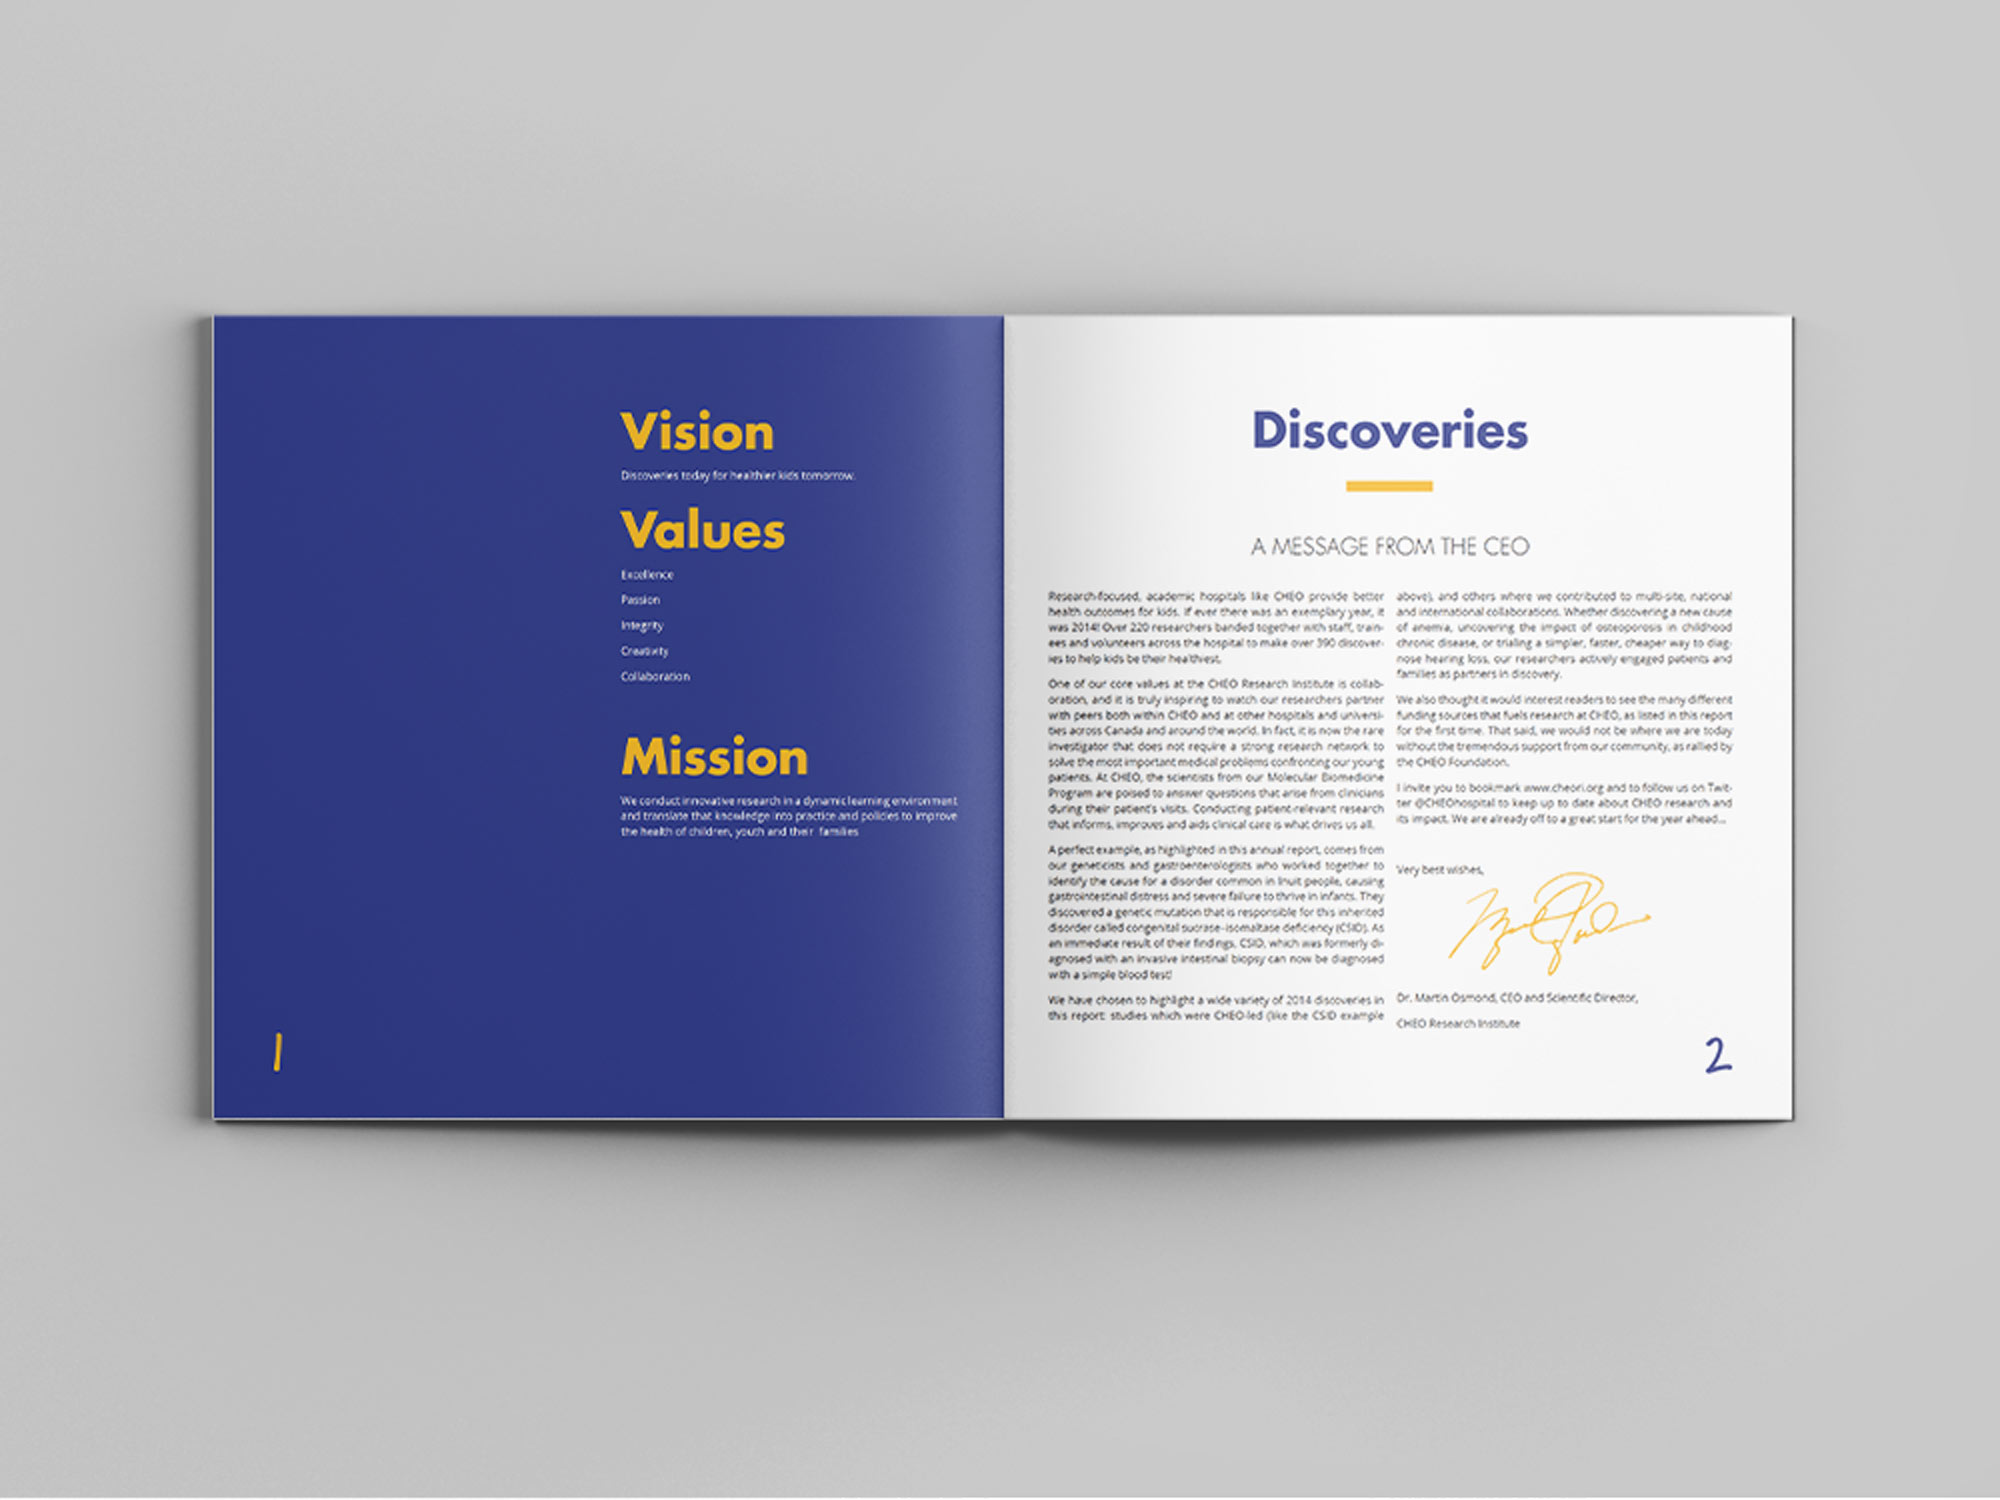 Vision
Discoveries today for healthier kids tomorrow.
Values
Excellence
Passion
Integrity
Creativity
Collaboration
Mission
We conduct innovative research in a dynamic learning environment
and translate that knowledge into practice and policies to improve
the health of children, youth and their families
1
Discoveries
A MESSAGE FROM THE CEO
Research-focused, academic hospitals like CHEO provide better
health outcomes for kids. If ever there was an exemplary year, it
was 2014! Over 220 researchers banded together with staff, train-
ees and volunteers across the hospital to make over 390 discover-
ies to help kids be their healthiest.
One of our core values at the CHEO Research Institute is collab-
oration, and it is truly inspiring to watch our researchers partner
with peers both within CHEO and at other hospitals and universi-
ties across Canada and around the world. In fact, it is now the rare
investigator that does not require a strong research network to
solve the most important medical problems confronting our young
patients. At CHEO, the scientists from our Molecular Biomedicine
Program are poised to answer questions that arise from clinicians
during their patient's visits. Conducting patient-relevant research
that informs, improves and aids clinical care is what drives us all.
A perfect example, as highlighted in this annual report, comes from
our geneticists and gastroenterologists who worked together to
identify the cause for a disorder common in Inuit people, causing
gastrointestinal distress and severe failure to thrive in infants. They
discovered a genetic mutation that is responsible for this inherited
disorder called congenital sucrase-isomaltase deficiency (CSID). As
an immediate result of their findings, CSID, which was formerly di-
agnosed with an invasive intestinal biopsy can now be diagnosed
with a simple blood test!
We have chosen to highlight a wide variety of 2014 discoveries in
this report: studies which were CHEO-led (like the CSID example
above), and others where we contributed to multi-site, national
and international collaborations. Whether discovering a new cause
of anemia, uncovering the impact of osteoporosis in childhood
chronic disease, or trialing a simpler, faster, cheaper way to diag-
nose hearing loss, our researchers actively engaged patients and
families as partners in discovery.
We also thought it would interest readers to see the many different
funding sources that fuels research at CHEO, as listed in this report
for the first time. That said, we would not be where we are today
without the tremendous support from our community, as rallied by
the CHEO Foundation.
I invite you to bookmark www.cheori.org and to follow us on Twit-
ter @CHEOhospital to keep up to date about CHEO research and
its impact. We are already off to a great start for the year ahead...
Very best wishes,
Dr. Martin Osmond, CEO and Scientific Director,
CHEO Research Institute
2